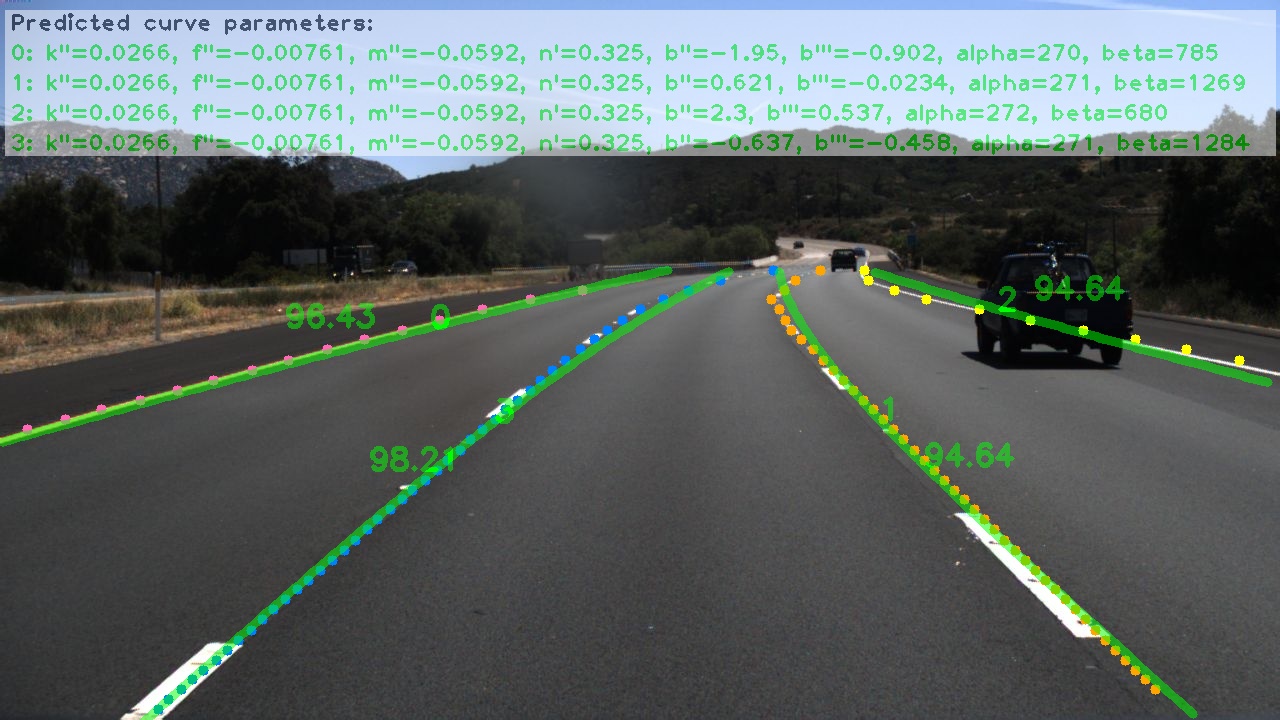 Predicted curve parameters:
0: k''=0.0266, f''=-0.00761, m''=-0.0592, n'=0.325, b''=-1.95, b'''=-0.902, alpha=270, beta=785
1: k''=0.0266, f''=-0.00761, m''=-0.0592, n'=0.325, b''=0.621, b'''=-0.0234, alpha=271, beta=1269
2: k''=0.0266, f''=-0.00761, m''=-0.0592, n'=0.325, b''=2.3, b'''=0.537, alpha=272, beta=680
3: k''=0.0266, f''=-0.00761, m''=-0.0592, n'=0.325, b''=-0.637, b'''=-0.458, alpha=271, beta=1284
96.43 0
2 94.64
3
1
98.21
94.64